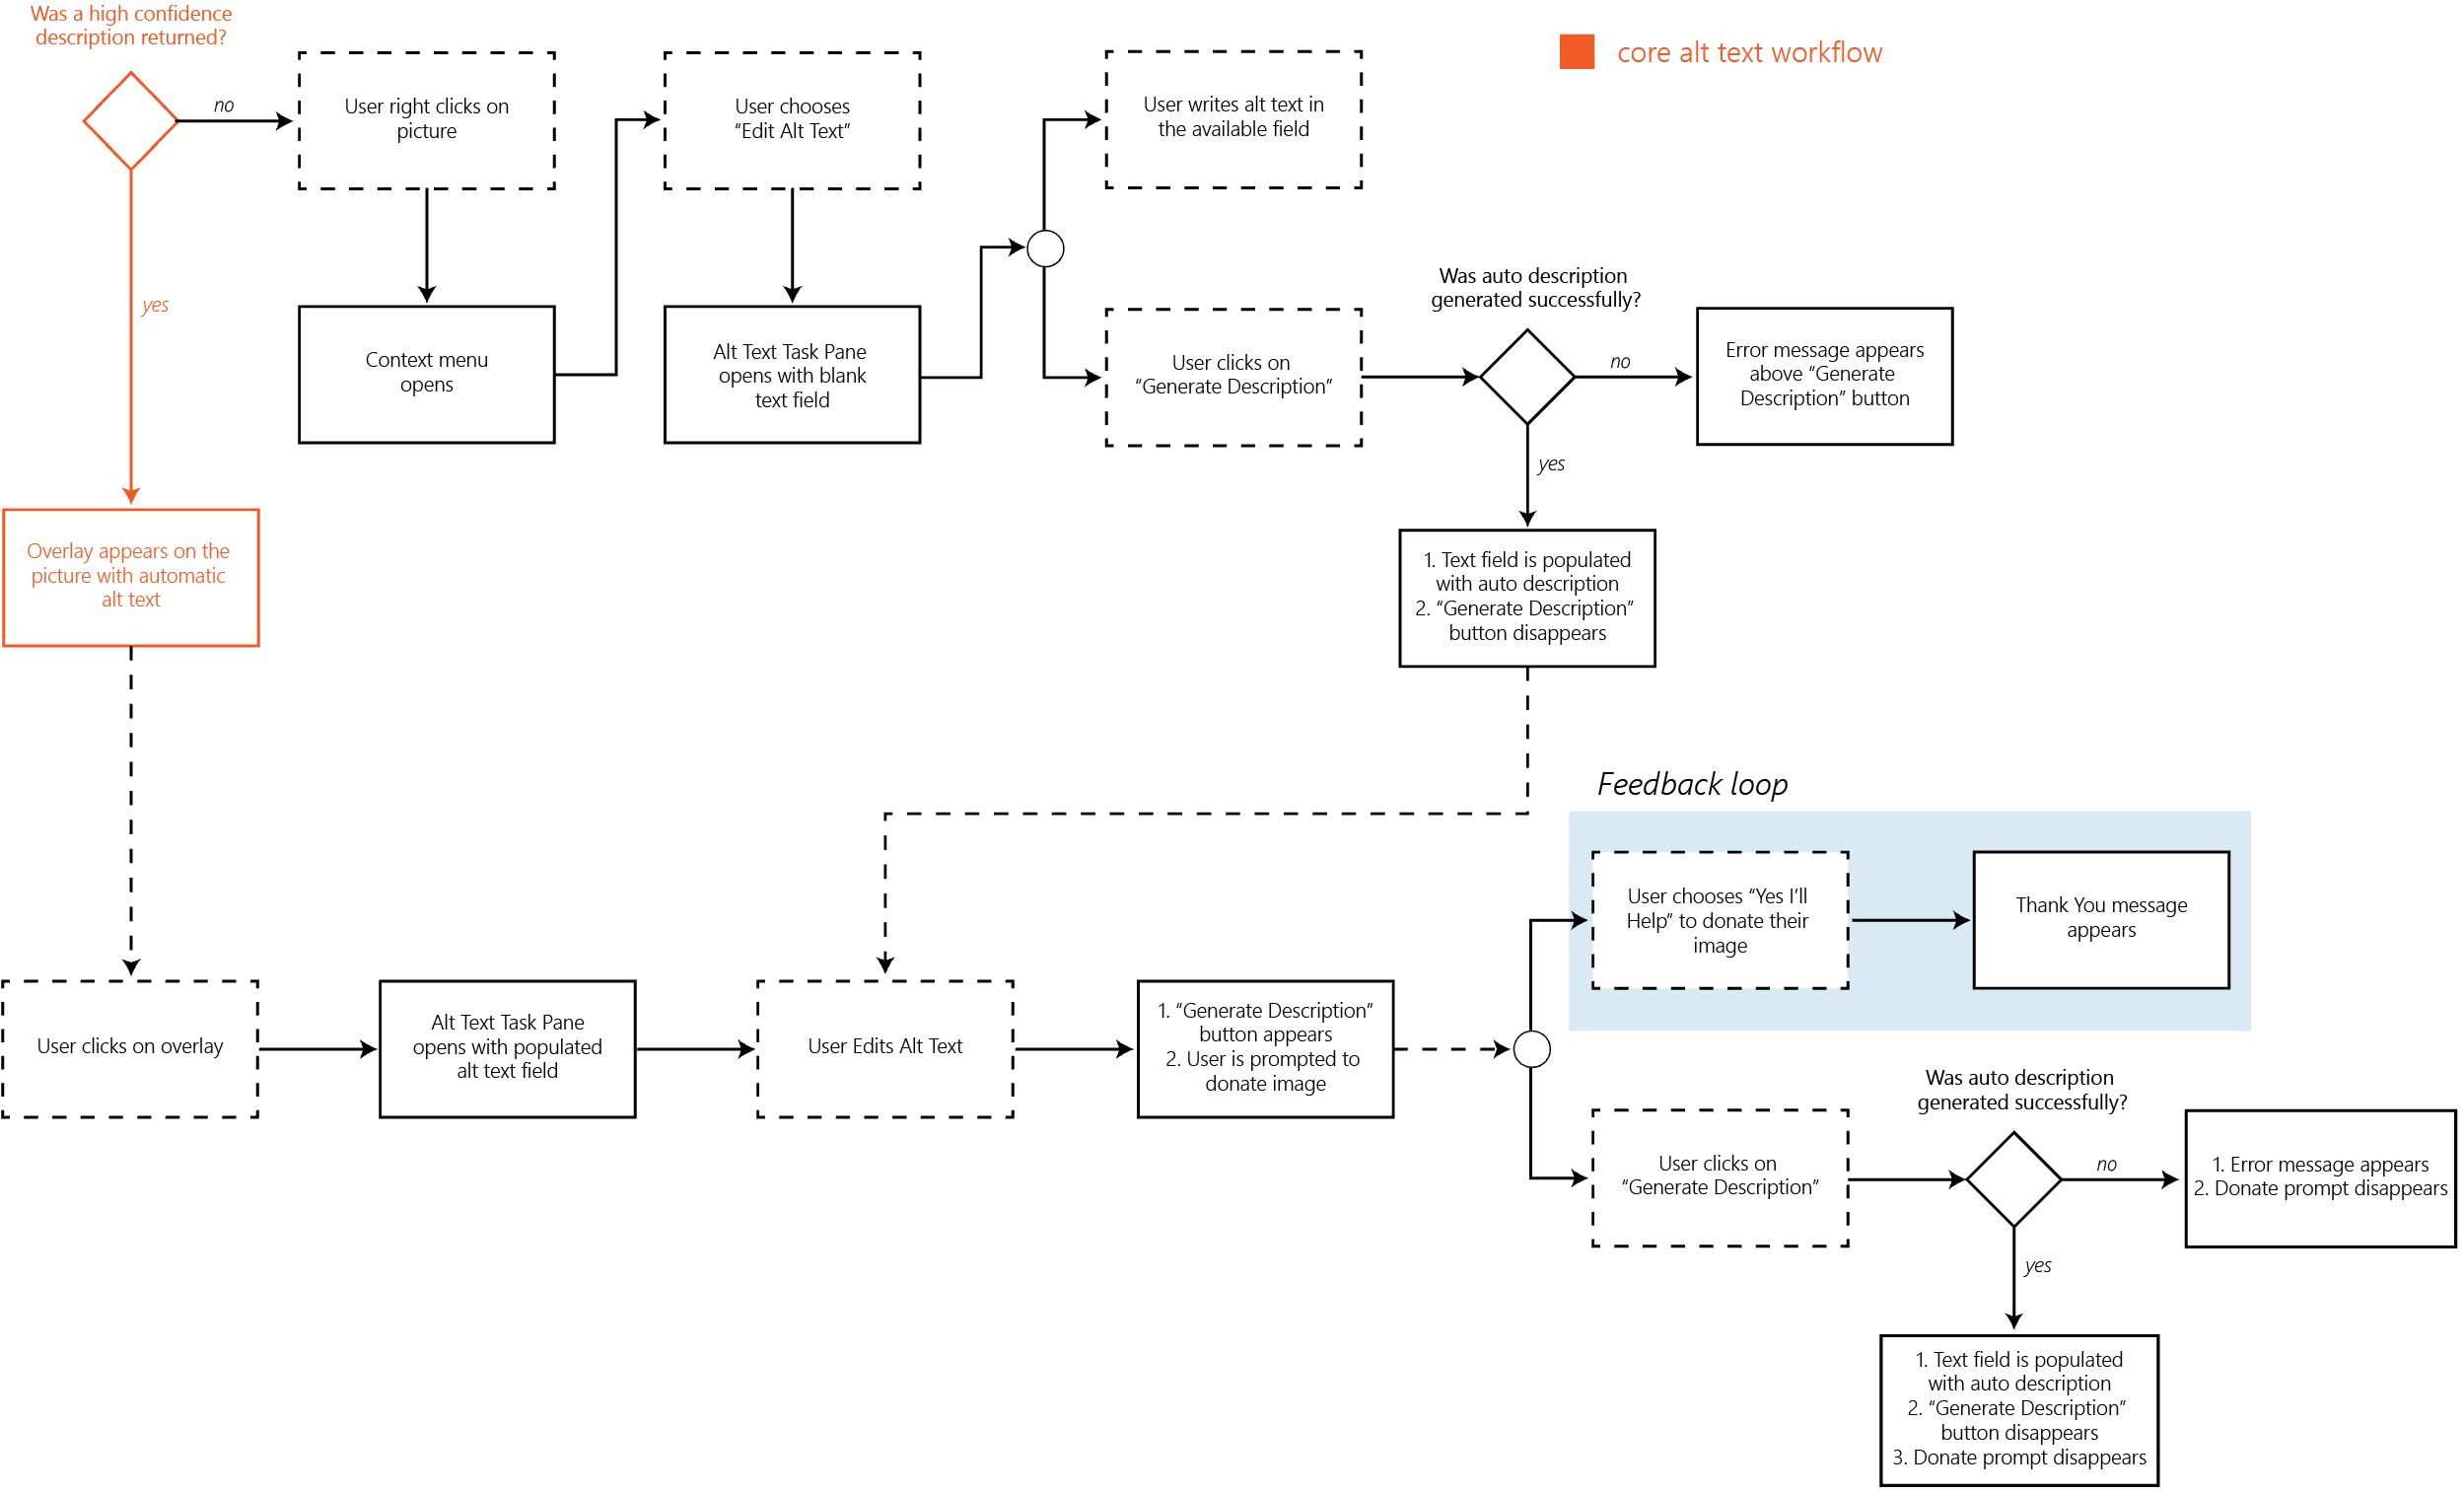 Was a high confidence
description returned?
core alt text workflow
no
User right clicks on
picture
User chooses
“Edit Alt Text”
User writes alt text in
the available field
yes
Context menu
opens
Alt Text Task Pane
opens with blank
text field
User clicks on
“Generate Description”
Was auto description
generated successfully?
no
Error message appears
above “Generate
Description” button
yes
Overlay appears on the
picture with automatic
alt text
1. Text field is populated
with auto description
2. “Generate Description”
button disappears
Feedback loop
User chooses “Yes I’ll
Help” to donate their
image
Thank You message
appears
User clicks on overlay
Alt Text Task Pane
opens with populated
alt text field
User Edits Alt Text
1. “Generate Description”
button appears
2. User is prompted to
donate image
User clicks on
“Generate Description”
Was auto description
generated successfully?
no
1. Error message appears
2. Donate prompt disappears
yes
1. Text field is populated
with auto description
2. “Generate Description”
button disappears
3. Donate prompt disappears